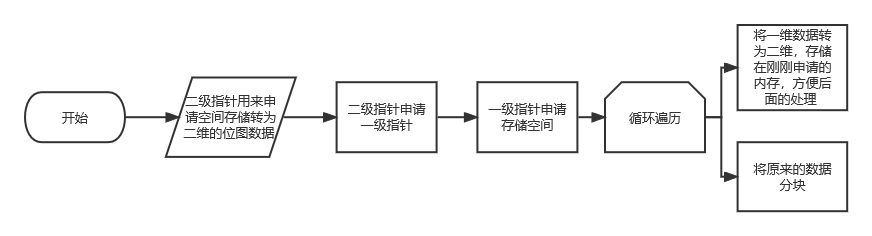 开始
二级指针用来申
请空间存储转为
二维的位图数据
二级指针申请
一级指针
一级指针申请
存储空间
循环遍历
将一维数据转
为二维，存储
在刚刚申请的
内存，方便后
面的处理
将原来的数据
分块